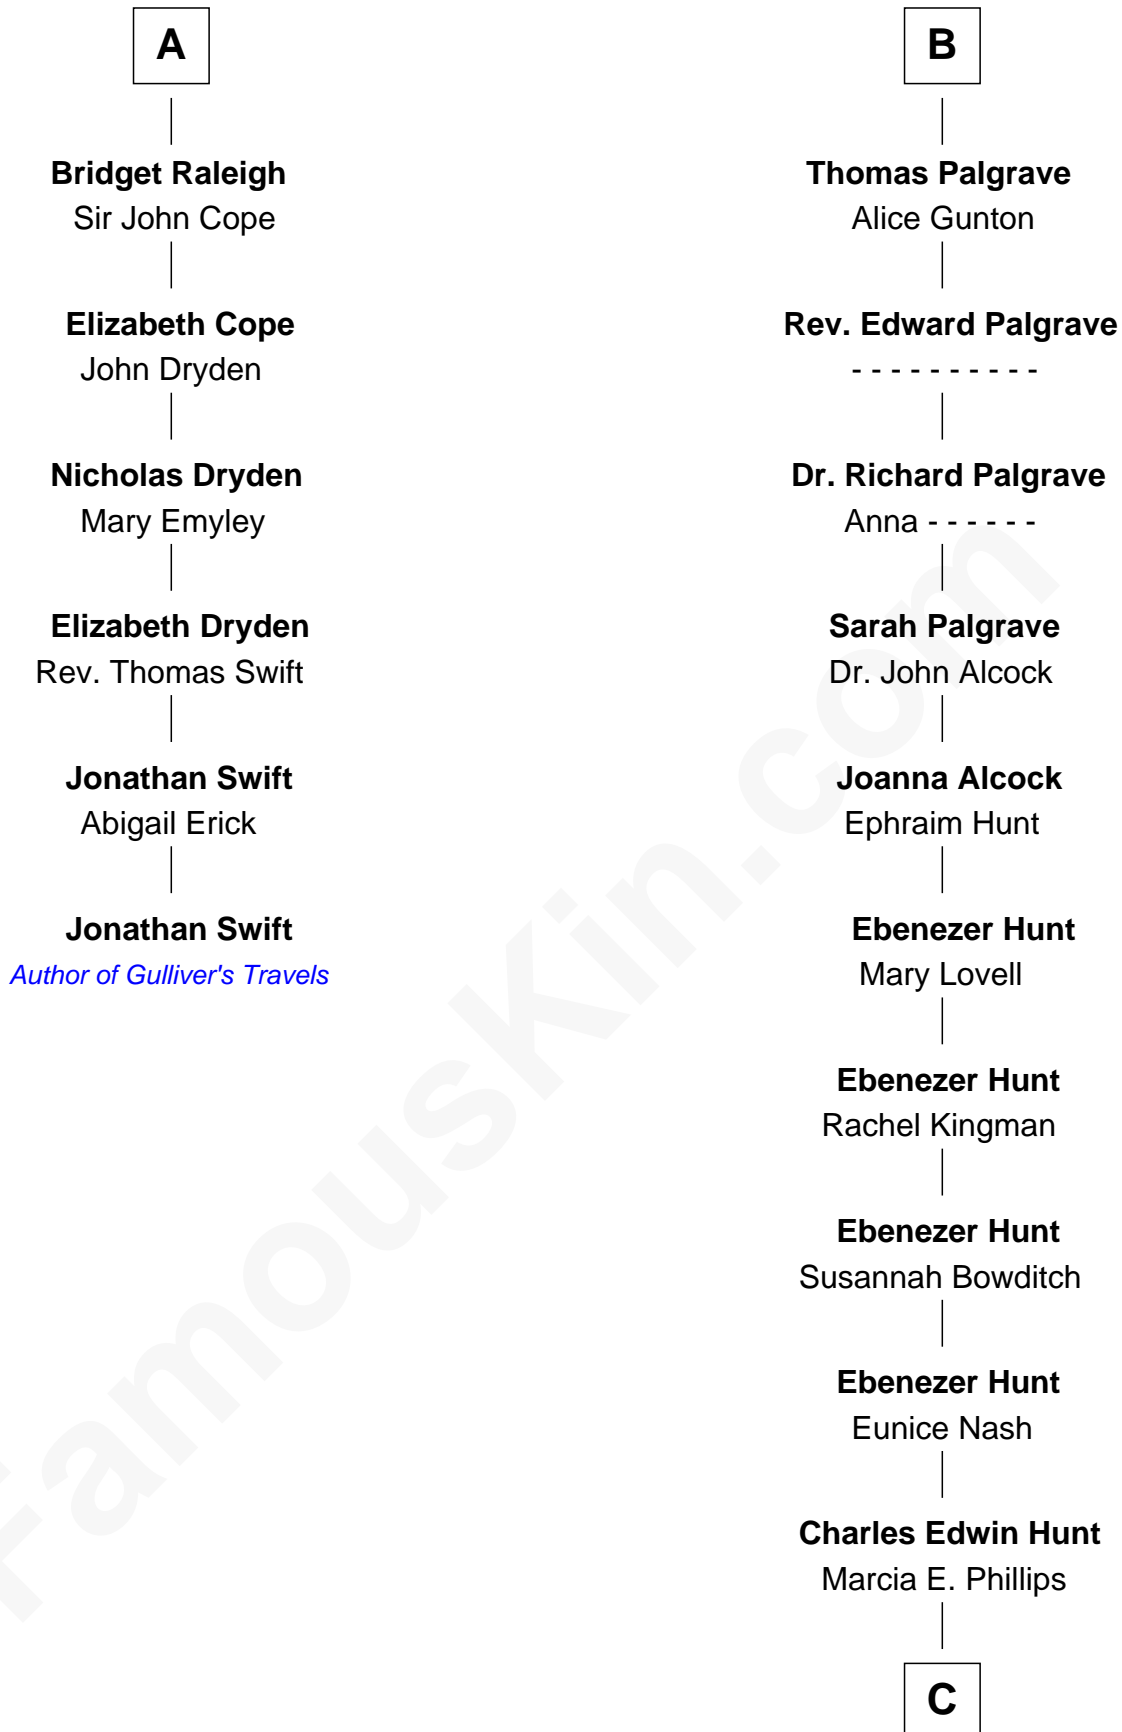 A
Bridget Raleigh
Sir John Cope
Elizabeth Cope
John Dryden
Nicholas Dryden
Mary Emyley
Elizabeth Dryden
Rev. Thomas Swift
Jonathan Swift
Abigail Erick
Jonathan Swift
Author of Gulliver's Travels
B
Thomas Palgrave
Alice Gunton
Rev. Edward Palgrave
- - - - - - - - - -
Dr. Richard Palgrave
Anna - - - - - -
Sarah Palgrave
Dr. John Alcock
Joanna Alcock
Ephraim Hunt
Ebenezer Hunt
Mary Lovell
Ebenezer Hunt
Rachel Kingman
Ebenezer Hunt
Susannah Bowditch
Ebenezer Hunt
Eunice Nash
Charles Edwin Hunt
Marcia E. Phillips
C
FamousKin.com